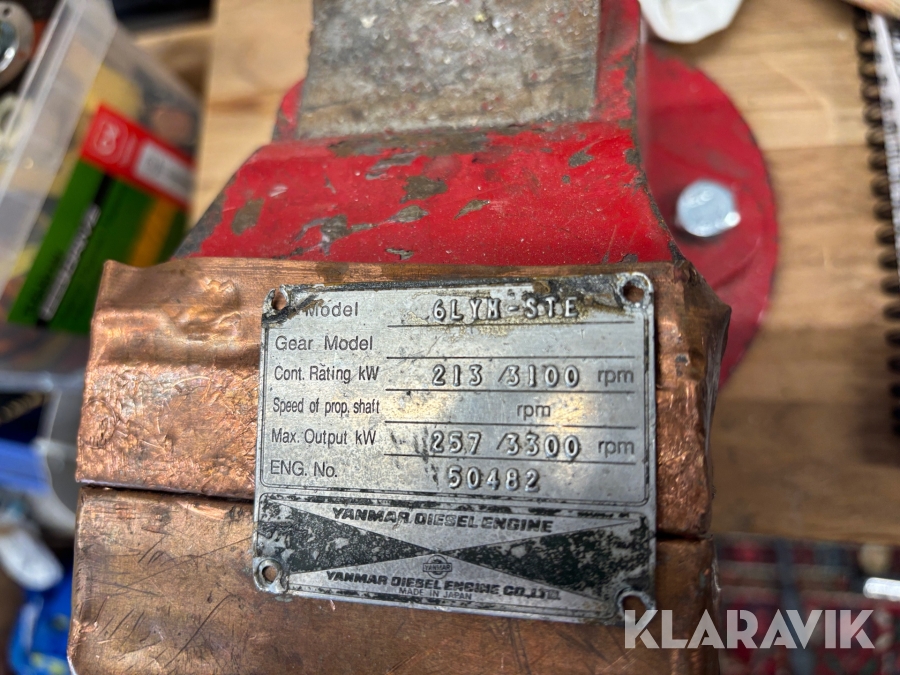 Model 6LYM-STE
Gear Model
Cont. Rating kW 213/3100 rpm
Speed of prop. shaft rpm
Max. Output kW 257/3300 rpm
ENG. No. 50482
YANMAR DIESEL ENGINE
YANMAR
YANMAR DIESEL ENGINE CO., LTD.
MADE IN JAPAN
KLARAVIK